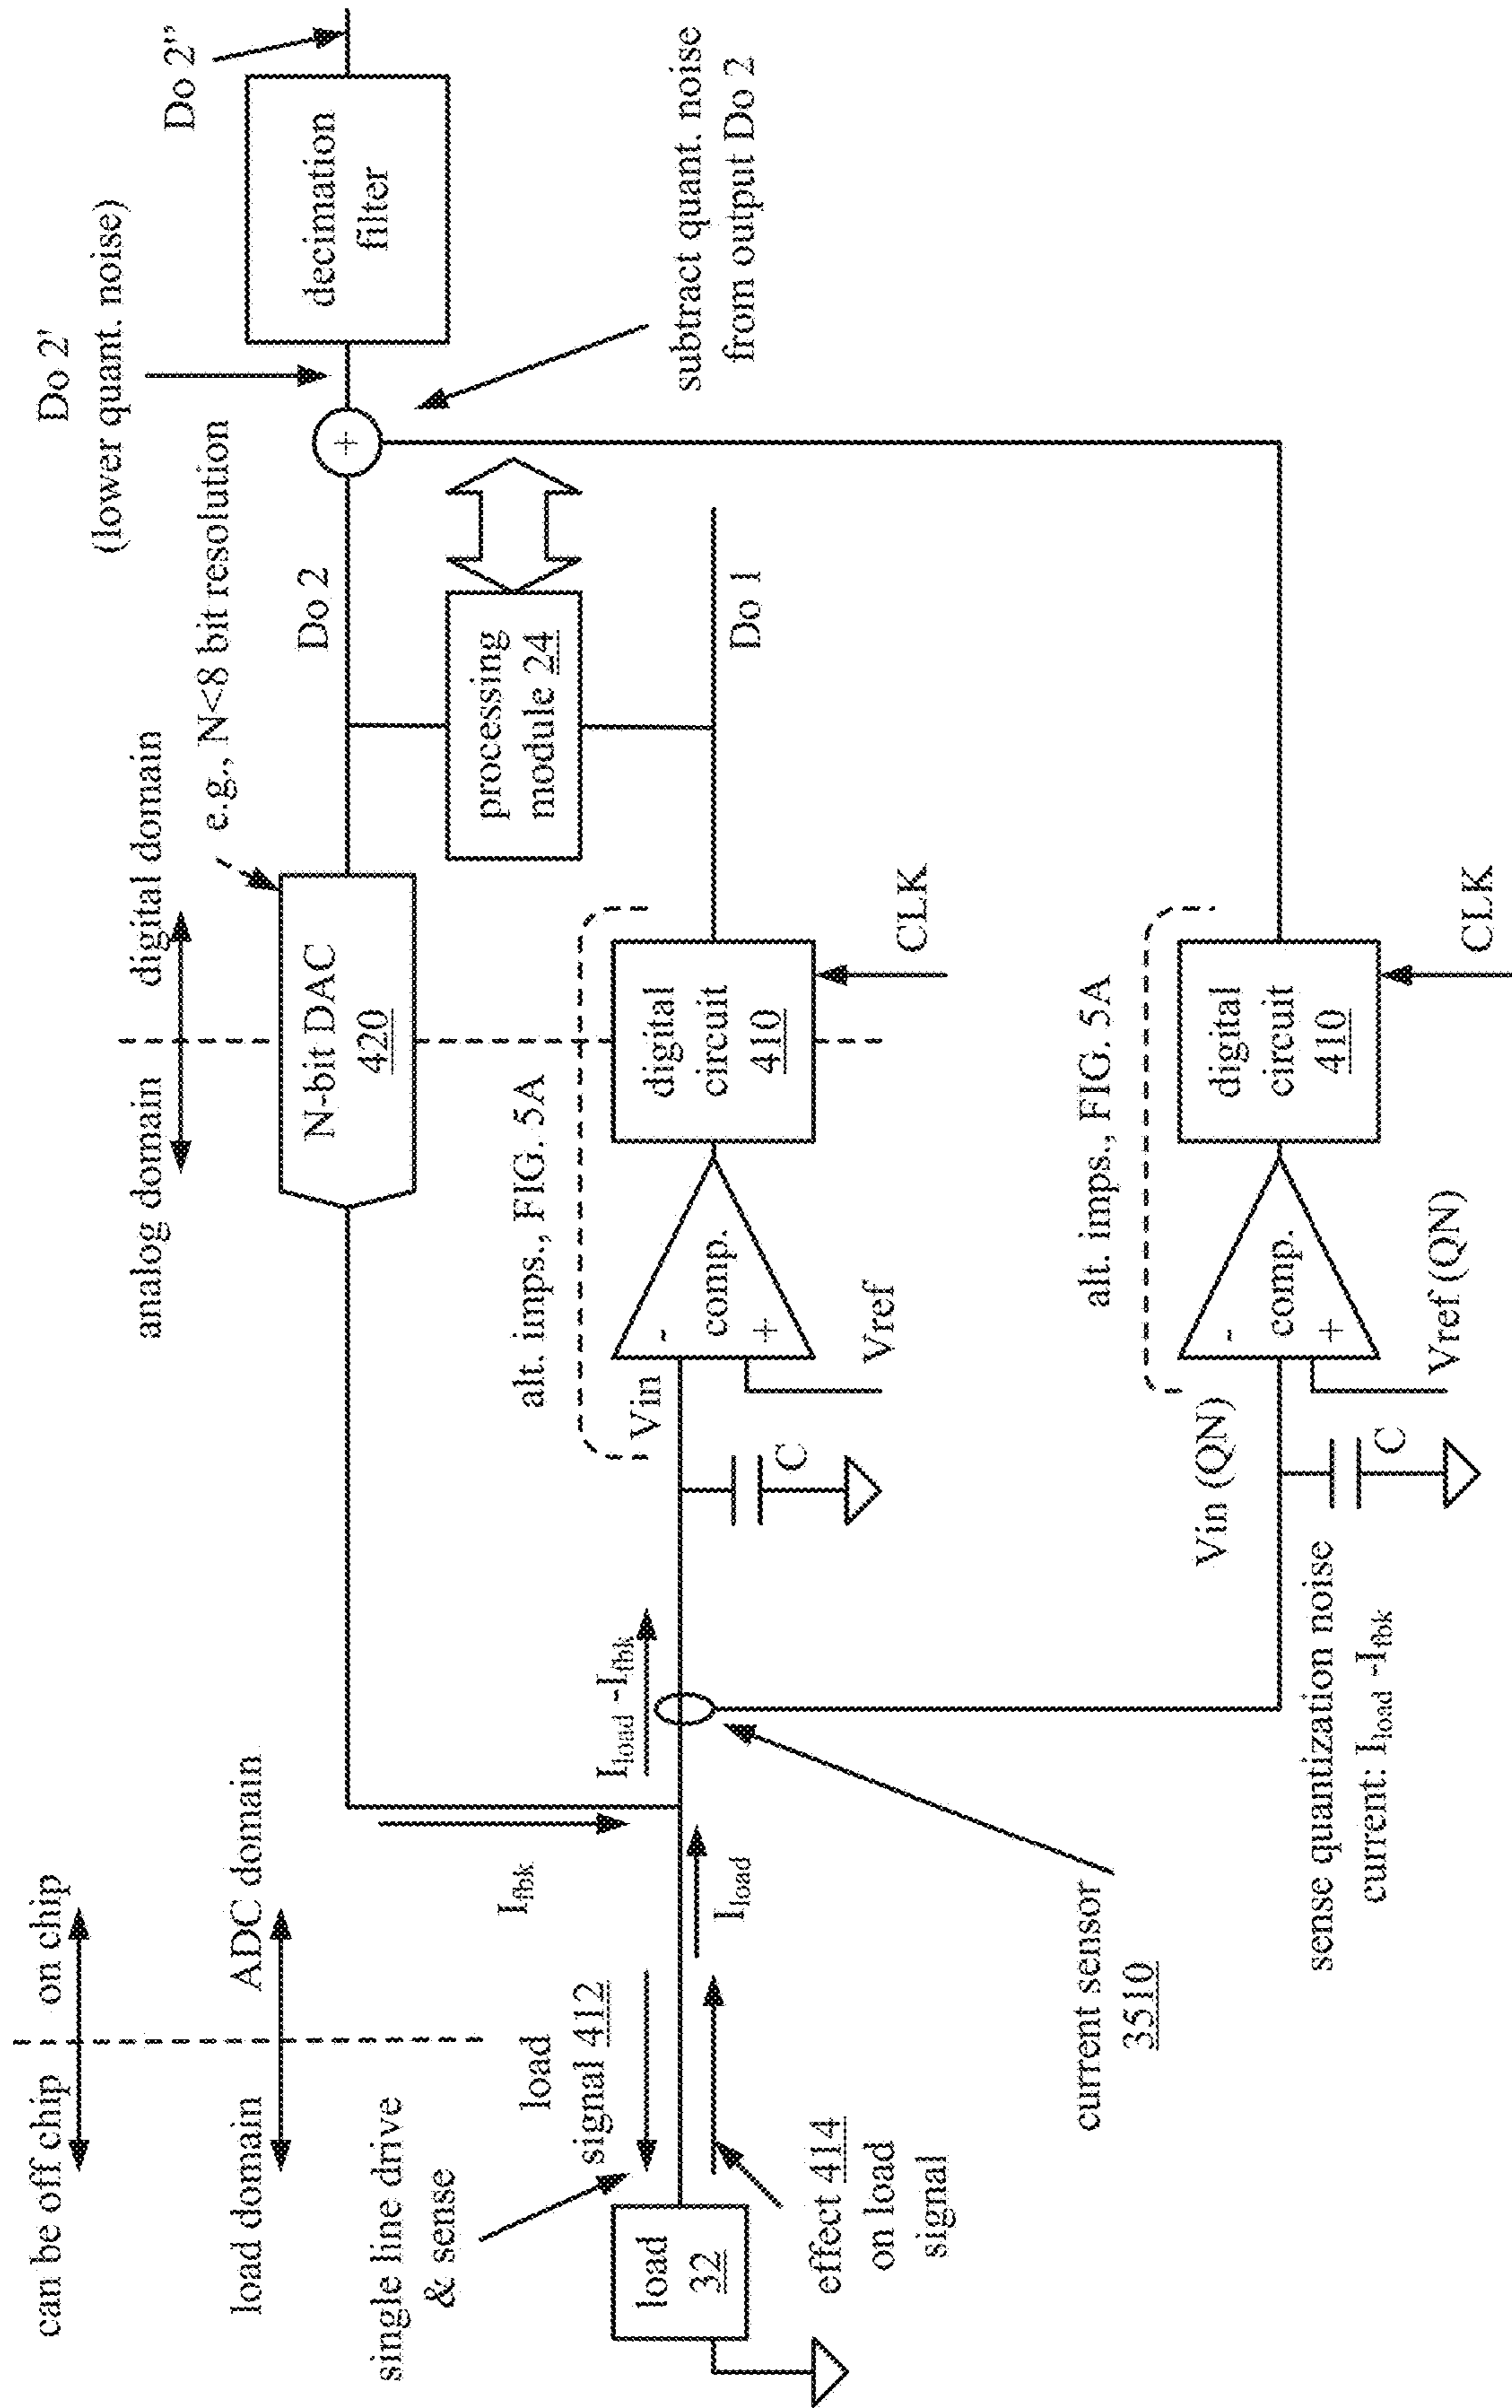 can be off chip
on chip
load domain
ADC domain
analog domain
digital domain
single line drive
& sense
load
signal 412
load
32
effect 414
on load
signal
Ifbk
Iload
Iload -Ifbk
current sensor
3510
N-bit DAC
420
e.g., N<8 bit resolution
alt. imps., FIG. 5A
Vin
C
-
comp.
+
Vref
digital
circuit
410
CLK
processing
module 24
Do 1
Do 2
+
Do 2'
(lower quant. noise)
decimation
filter
Do 2"
subtract quant. noise
from output Do 2
sense quantization noise
current: Iload -Ifbk
Vin (QN)
C
alt. imps., FIG. 5A
-
comp.
+
Vref (QN)
digital
circuit
410
CLK